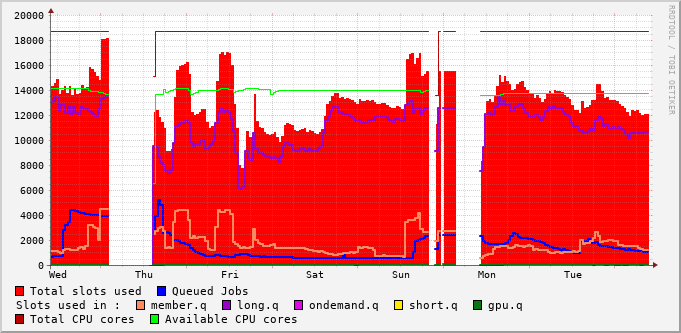 20000
18000
16000
14000
12000
10000
8000
6000
4000
2000
0
Wed Thu Fri Sat Sun Mon Tue
RRDTOOL / TOBI OETIKER
Total slots used Queued Jobs
Slots used in : member.q long.q ondemand.q short.q gpu.q
Total CPU cores Available CPU cores